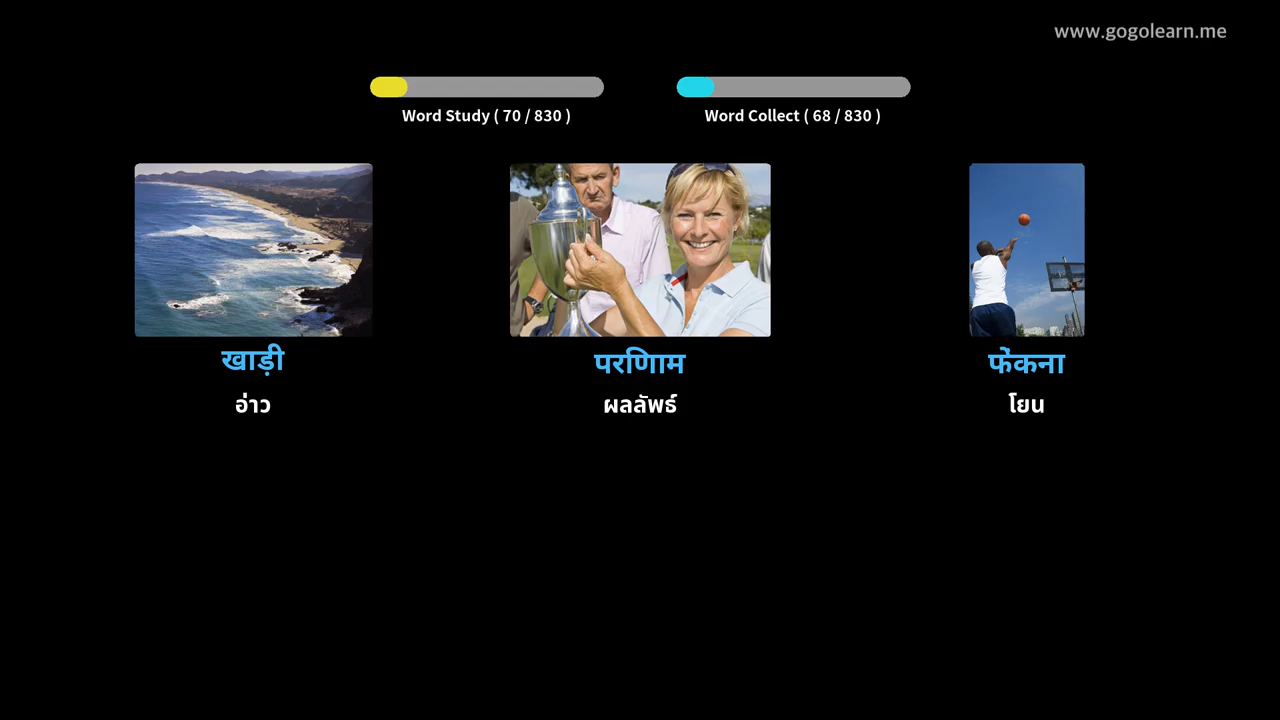 www.gogolearn.me
Word Study ( 70 / 830 )
Word Collect ( 68 / 830 )
खाड़ी
परिणाम
फेंकना
อ่าว
ผลลัพธ์
โยน